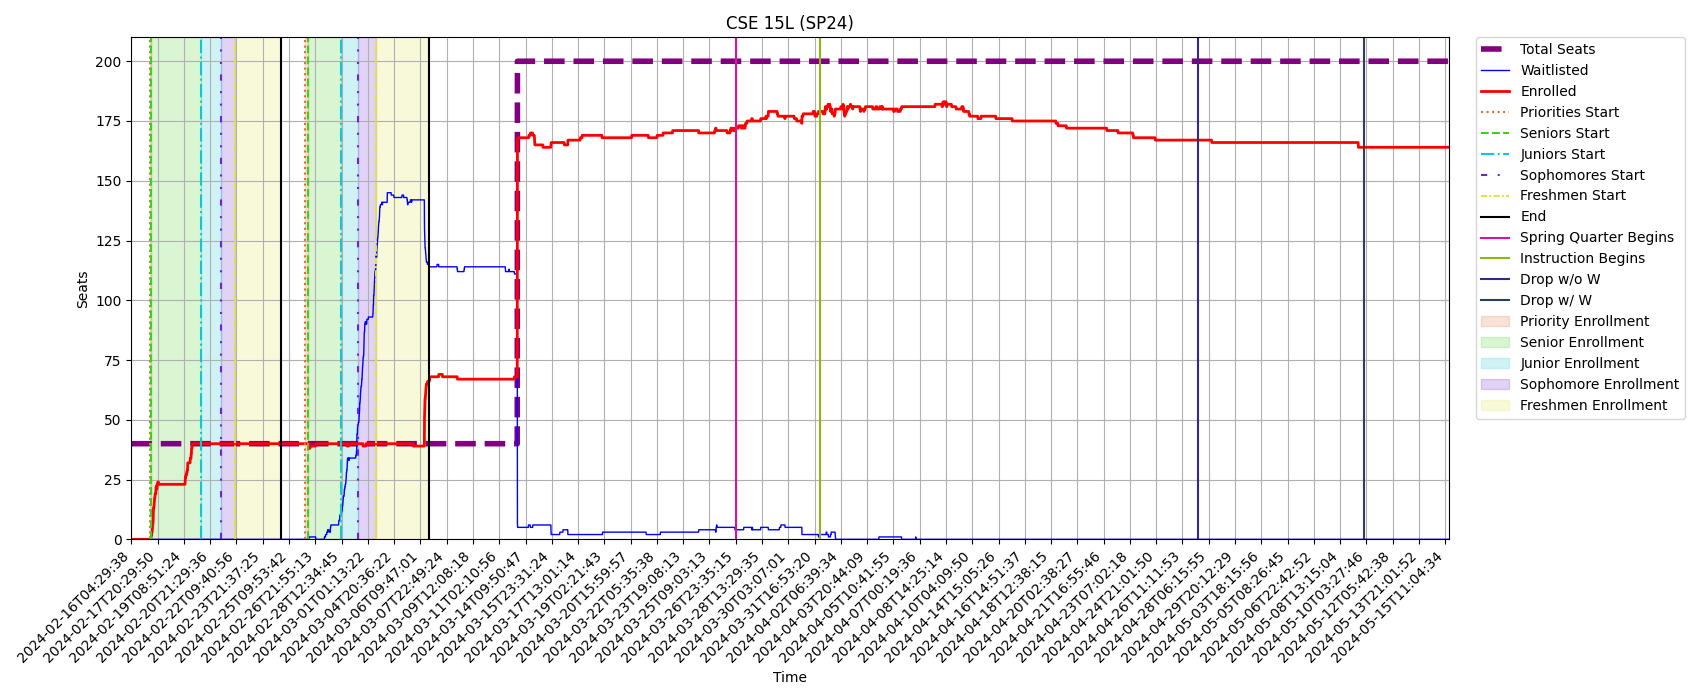 CSE 15L (SP24)
Seats
200
175
150
125
100
75
50
25
0
2024-02-16T04:29:38
2024-02-17T20:29:50
2024-02-19T08:51:24
2024-02-20T21:29:36
2024-02-22T09:40:56
2024-02-23T21:37:25
2024-02-25T09:53:42
2024-02-26T21:55:13
2024-02-28T12:34:45
2024-03-01T01:13:22
2024-03-04T20:36:22
2024-03-06T09:47:01
2024-03-07T22:49:24
2024-03-09T12:08:18
2024-03-11T02:10:56
2024-03-14T09:50:47
2024-03-15T23:31:24
2024-03-17T13:01:14
2024-03-19T02:21:43
2024-03-20T15:59:57
2024-03-22T05:35:38
2024-03-23T19:08:13
2024-03-25T09:03:13
2024-03-26T23:35:15
2024-03-28T13:29:35
2024-03-30T03:07:01
2024-03-31T16:53:20
2024-04-02T06:39:34
2024-04-03T20:44:09
2024-04-05T10:41:55
2024-04-07T00:19:36
2024-04-08T14:25:14
2024-04-10T04:09:50
2024-04-14T15:05:26
2024-04-16T14:51:37
2024-04-18T12:38:15
2024-04-20T02:38:27
2024-04-21T16:55:46
2024-04-23T07:02:18
2024-04-24T21:01:50
2024-04-26T11:11:53
2024-04-28T06:15:55
2024-04-29T20:12:29
2024-05-03T18:15:56
2024-05-05T08:26:45
2024-05-06T22:42:52
2024-05-08T13:15:04
2024-05-10T03:27:46
2024-05-12T05:42:38
2024-05-13T21:01:52
2024-05-15T11:04:34
Time
Total Seats
Waitlisted
Enrolled
Priorities Start
Seniors Start
Juniors Start
Sophomores Start
Freshmen Start
End
Spring Quarter Begins
Instruction Begins
Drop w/o W
Drop w/ W
Priority Enrollment
Senior Enrollment
Junior Enrollment
Sophomore Enrollment
Freshmen Enrollment